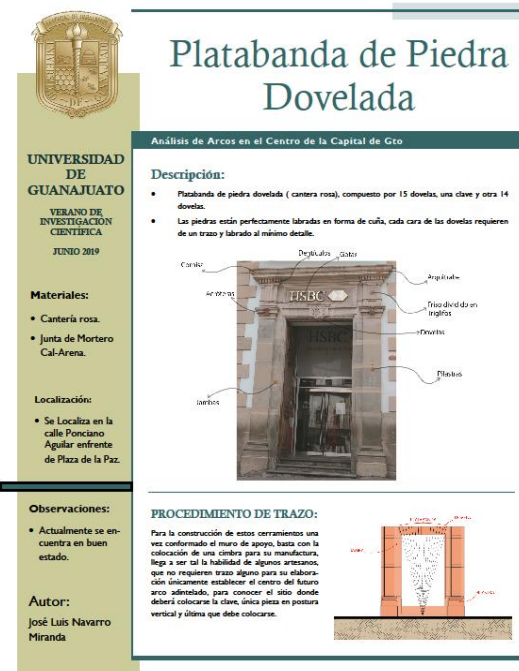 Platabanda de Piedra
Dovelada
Análisis de Arcos en el Centro de la Capital de Gto
UNIVERSIDAD
DE
GUANAJUATO
VERANO DE
INVESTIGACIÓN
CIENTÍFICA
JUNIO 2019
Materiales:
• Cantería rosa.
• Junta de Mortero
Cal-Arena.
Localización:
• Se Localiza en la
calle Ponciano
Aguilar enfrente
de Plaza de la Paz.
Observaciones:
• Actualmente se en-
cuentra en buen
estado.
Autor:
José Luis Navarro
Miranda
Descripción:
• Platabanda de piedra dovelada ( cantera rosa), compuesto por 15 dovelas, una clave y otra 14
dovelas.
• Las piedras están perfectamente labradas en forma de cuña, cada cara de las dovelas requieren
de un trazo y labrado al mínimo detalle.
Dentículos
Gotas
Cornisa
Arquitrabe
Acroteras
HSBC
Friso dividido en
triglifos
HSBC
Dovelas
Pilastras
Jambas
PROCEDIMIENTO DE TRAZO:
Para la construcción de estos cerramientos una
vez conformado el muro de apoyo, basta con la
colocación de una cimbra para su manufactura,
llega a ser tal la habilidad de algunos artesanos,
que no requieren trazo alguno para su elabora-
ción únicamente establecer el centro del futuro
arco adintelado, para conocer el sitio donde
deberá colocarse la clave, única pieza en postura
vertical y última que debe colocarse.